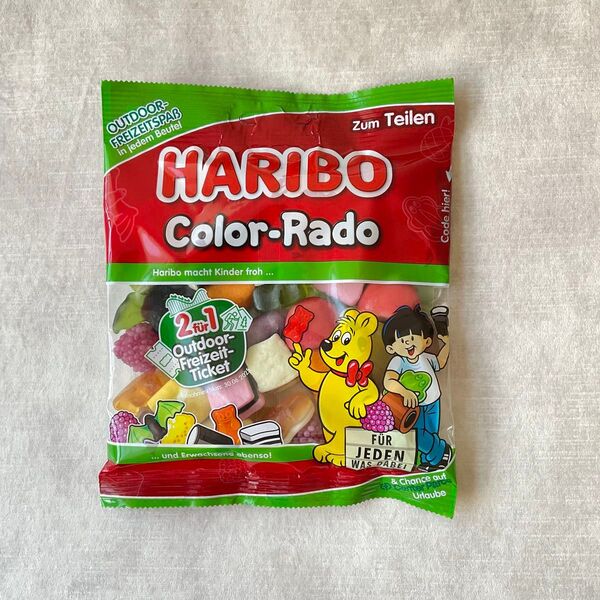 OUTDOOR-
FREIZEITSPAß
in jedem Beutel
Zum Teilen
HARIBO
Color-Rado
Code hier!
Haribo macht Kinder froh ...
2 für 1
Outdoor-
Freizeit-
Ticket
FÜR
JEDEN
WAS DABEI
... und Erwachsene ebenso!
& Chance auf
Urlaube